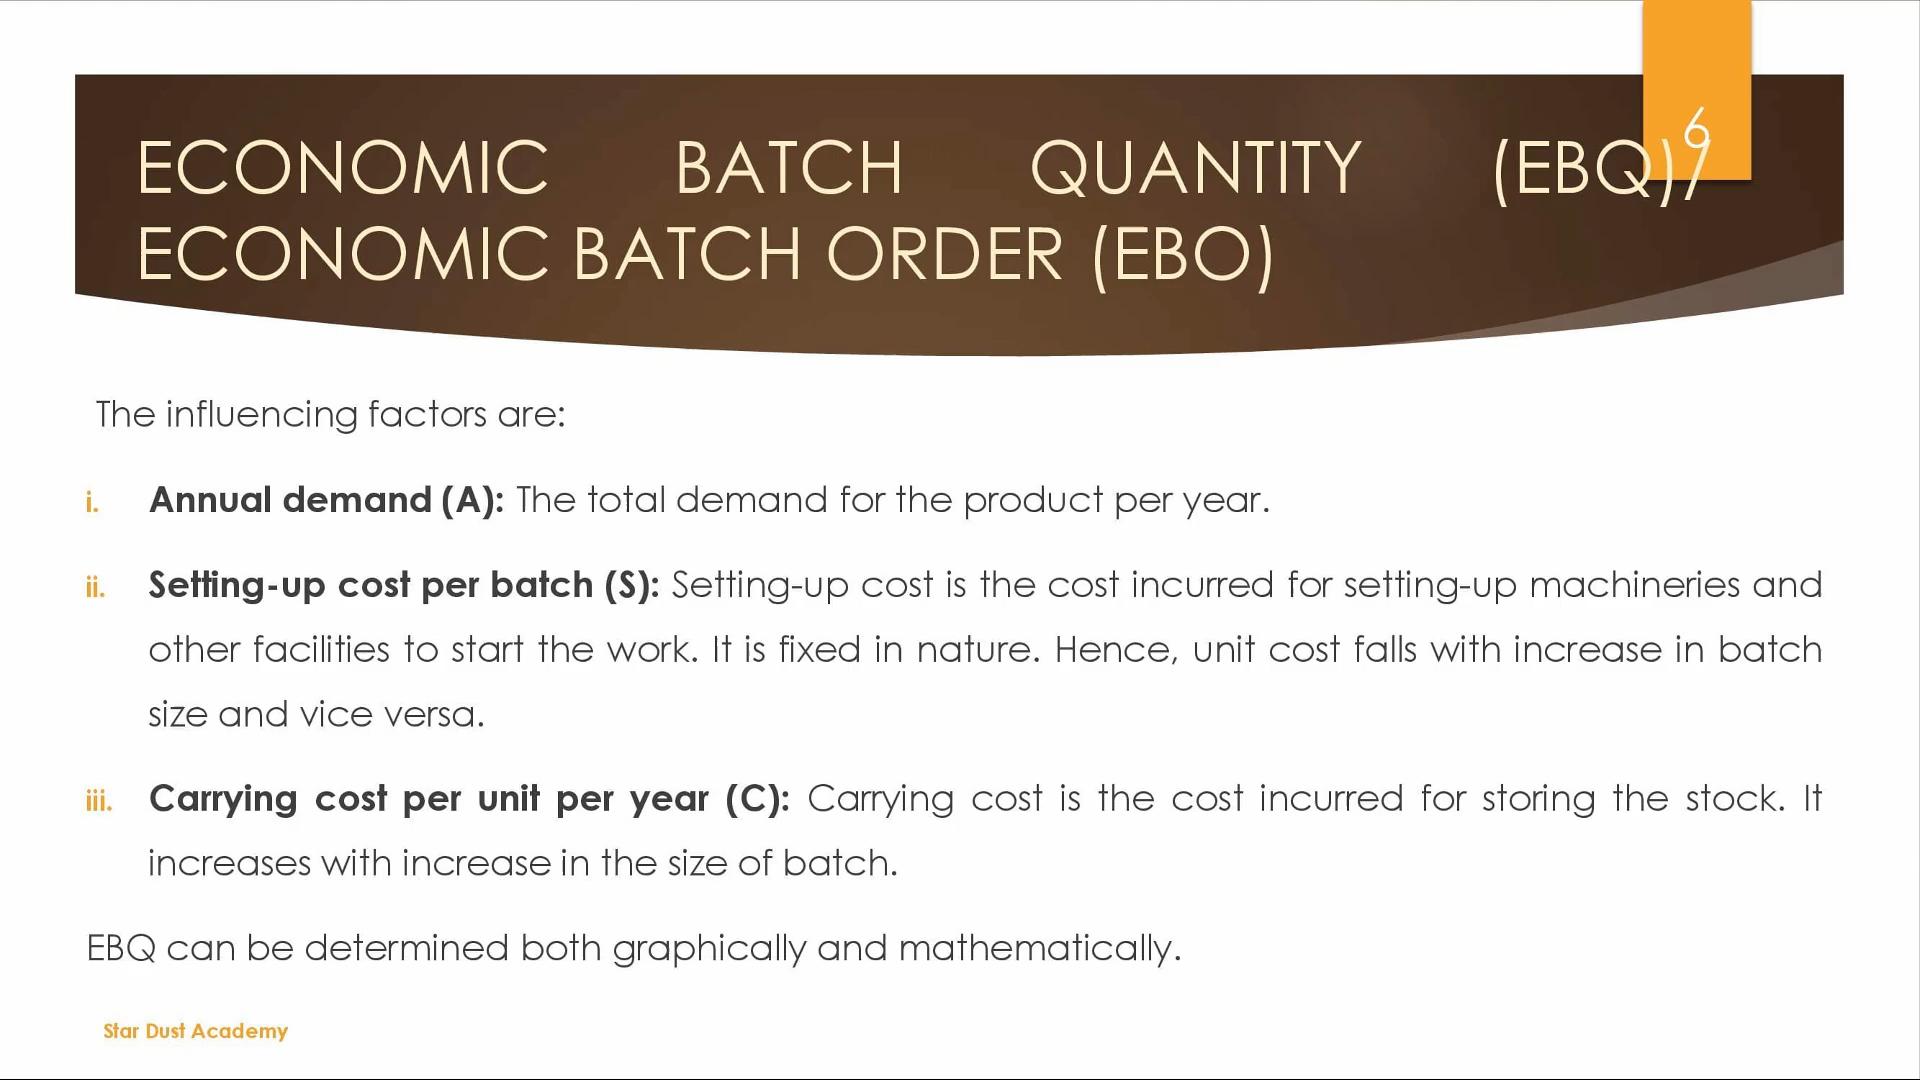 6
ECONOMIC BATCH QUANTITY (EBQ)/
ECONOMIC BATCH ORDER (EBO)
The influencing factors are:
i. Annual demand (A): The total demand for the product per year.
ii. Setting-up cost per batch (S): Setting-up cost is the cost incurred for setting-up machineries and
other facilities to start the work. It is fixed in nature. Hence, unit cost falls with increase in batch
size and vice versa.
iii. Carrying cost per unit per year (C): Carrying cost is the cost incurred for storing the stock. It
increases with increase in the size of batch.
EBQ can be determined both graphically and mathematically.
Star Dust Academy